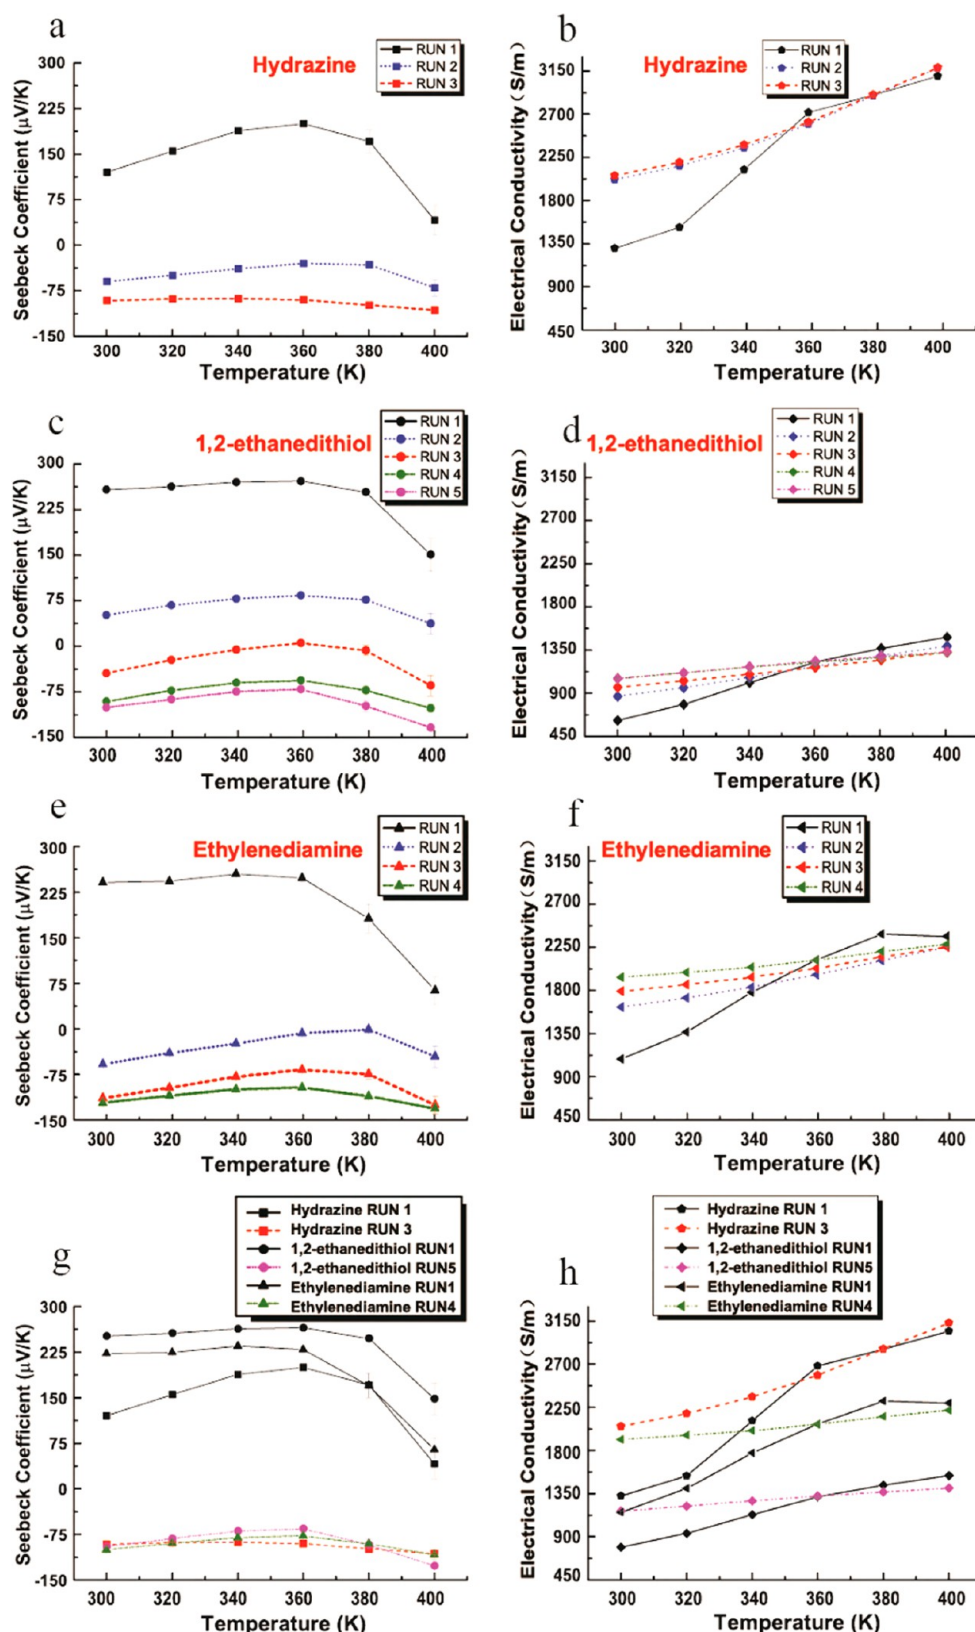 a
Hydrazine
RUN 1
RUN 2
RUN 3
Seebeck Coefficient (µV/K)
300
225
150
75
0
-75
-150
300 320 340 360 380 400
Temperature (K)
b
Hydrazine
RUN 1
RUN 2
RUN 3
Electrical Conductivity (S/m)
3150
2700
2250
1800
1350
900
450
300 320 340 360 380 400
Temperature (K)
c
1,2-ethanedithiol
RUN 1
RUN 2
RUN 3
RUN 4
RUN 5
Seebeck Coefficient (µV/K)
300
225
150
75
0
-75
-150
300 320 340 360 380 400
Temperature (K)
d
1,2-ethanedithiol
RUN 1
RUN 2
RUN 3
RUN 4
RUN 5
Electrical Conductivity (S/m)
3150
2700
2250
1800
1350
900
450
300 320 340 360 380 400
Temperature (K)
e
Ethylenediamine
RUN 1
RUN 2
RUN 3
RUN 4
Seebeck Coefficient (µV/K)
300
225
150
75
0
-75
-150
300 320 340 360 380 400
Temperature (K)
f
Ethylenediamine
RUN 1
RUN 2
RUN 3
RUN 4
Electrical Conductivity (S/m)
3150
2700
2250
1800
1350
900
450
300 320 340 360 380 400
Temperature (K)
g
Hydrazine RUN 1
Hydrazine RUN 3
1,2-ethanedithiol RUN1
1,2-ethanedithiol RUN5
Ethylenediamine RUN1
Ethylenediamine RUN4
Seebeck Coefficient (µV/K)
300
225
150
75
0
-75
-150
300 320 340 360 380 400
Temperature (K)
h
Hydrazine RUN 1
Hydrazine RUN 3
1,2-ethanedithiol RUN1
1,2-ethanedithiol RUN5
Ethylenediamine RUN1
Ethylenediamine RUN4
Electrical Conductivity (S/m)
3150
2700
2250
1800
1350
900
450
300 320 340 360 380 400
Temperature (K)